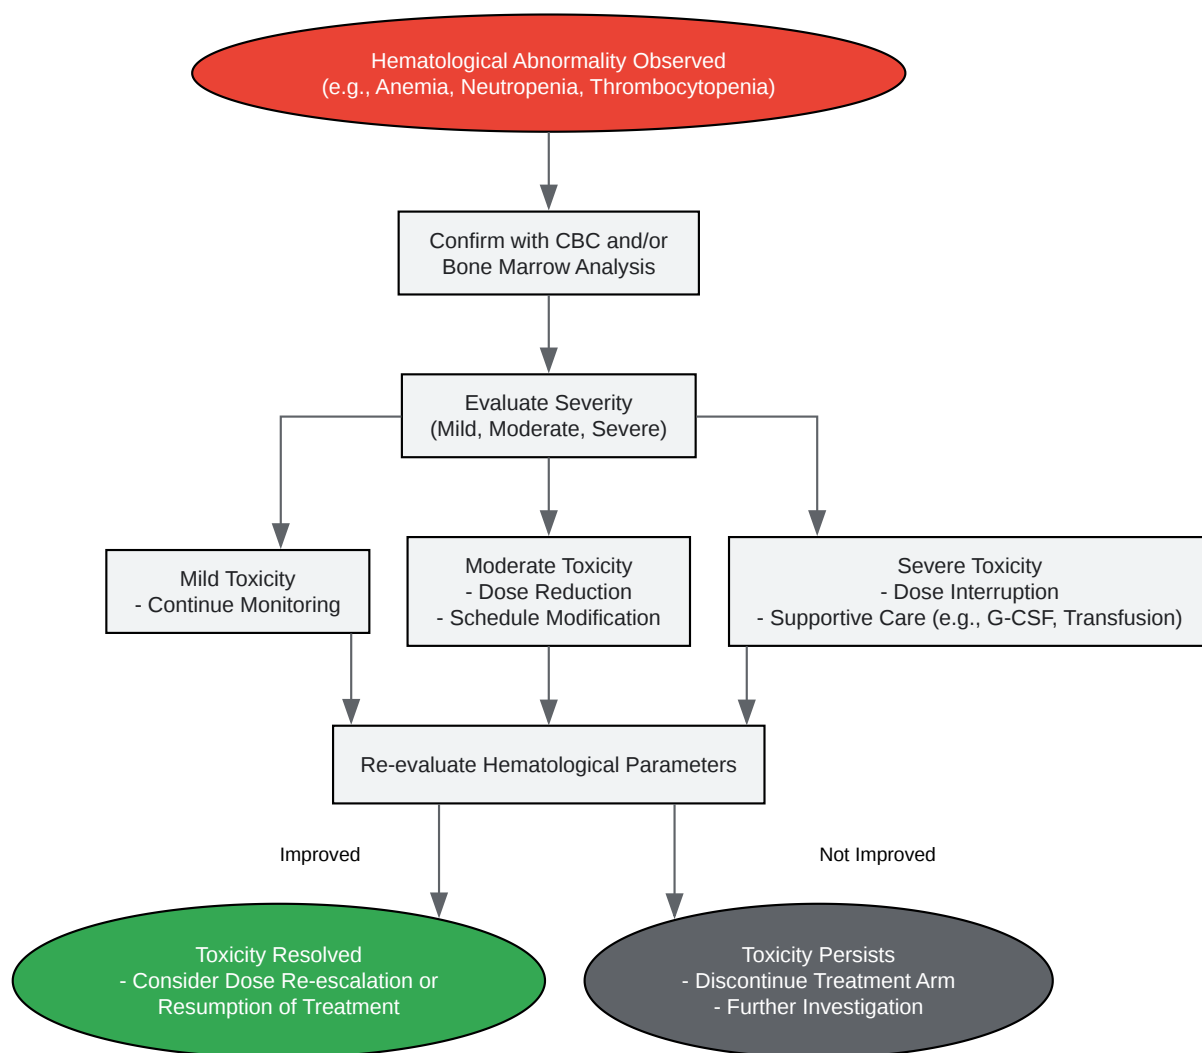 Hematological Abnormality Observed
(e.g., Anemia, Neutropenia, Thrombocytopenia)
Confirm with CBC and/or
Bone Marrow Analysis
Evaluate Severity
(Mild, Moderate, Severe)
Mild Toxicity
- Continue Monitoring
Moderate Toxicity
- Dose Reduction
- Schedule Modification
Severe Toxicity
- Dose Interruption
- Supportive Care (e.g., G-CSF, Transfusion)
Re-evaluate Hematological Parameters
Improved
Not Improved
Toxicity Resolved
- Consider Dose Re-escalation or
Resumption of Treatment
Toxicity Persists
- Discontinue Treatment Arm
- Further Investigation